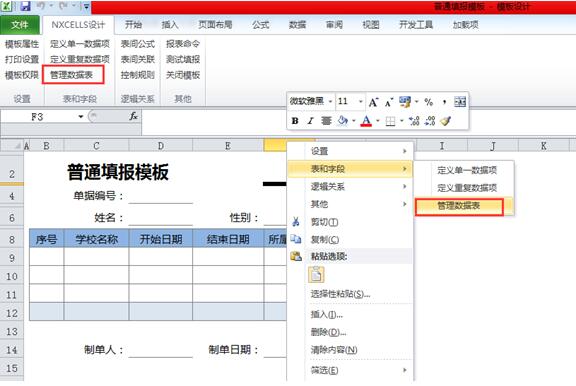 普通填报模板 - 模板设计
文件 NXCELLS设计 开始 插入 页面布局 公式 数据 审阅 视图 开发工具 加载项
模板属性 定义单一数据项 表间公式 报表命令
打印设置 定义重复数据项 表间关联 测试填报
模板权限 管理数据表 控制规则 关闭模板
设置 表和字段 逻辑关系 其他
微软雅黑 11 A A % ,
B I A
F3 fx
A B C D E I J K
2 普通填报模板
4 单据编号:
6 姓名: 性别:
8 序号 学校名称 开始日期 结束日期 所属
9
10
11
12
13
14 制单人: 制单日期:
15
设置
表和字段
逻辑关系
其他
剪切(T)
复制(C)
粘贴选项:
选择性粘贴(S)...
插入(I)...
删除(D)...
清除内容(N)
筛选(E)
定义单一数据项
定义重复数据项
管理数据表